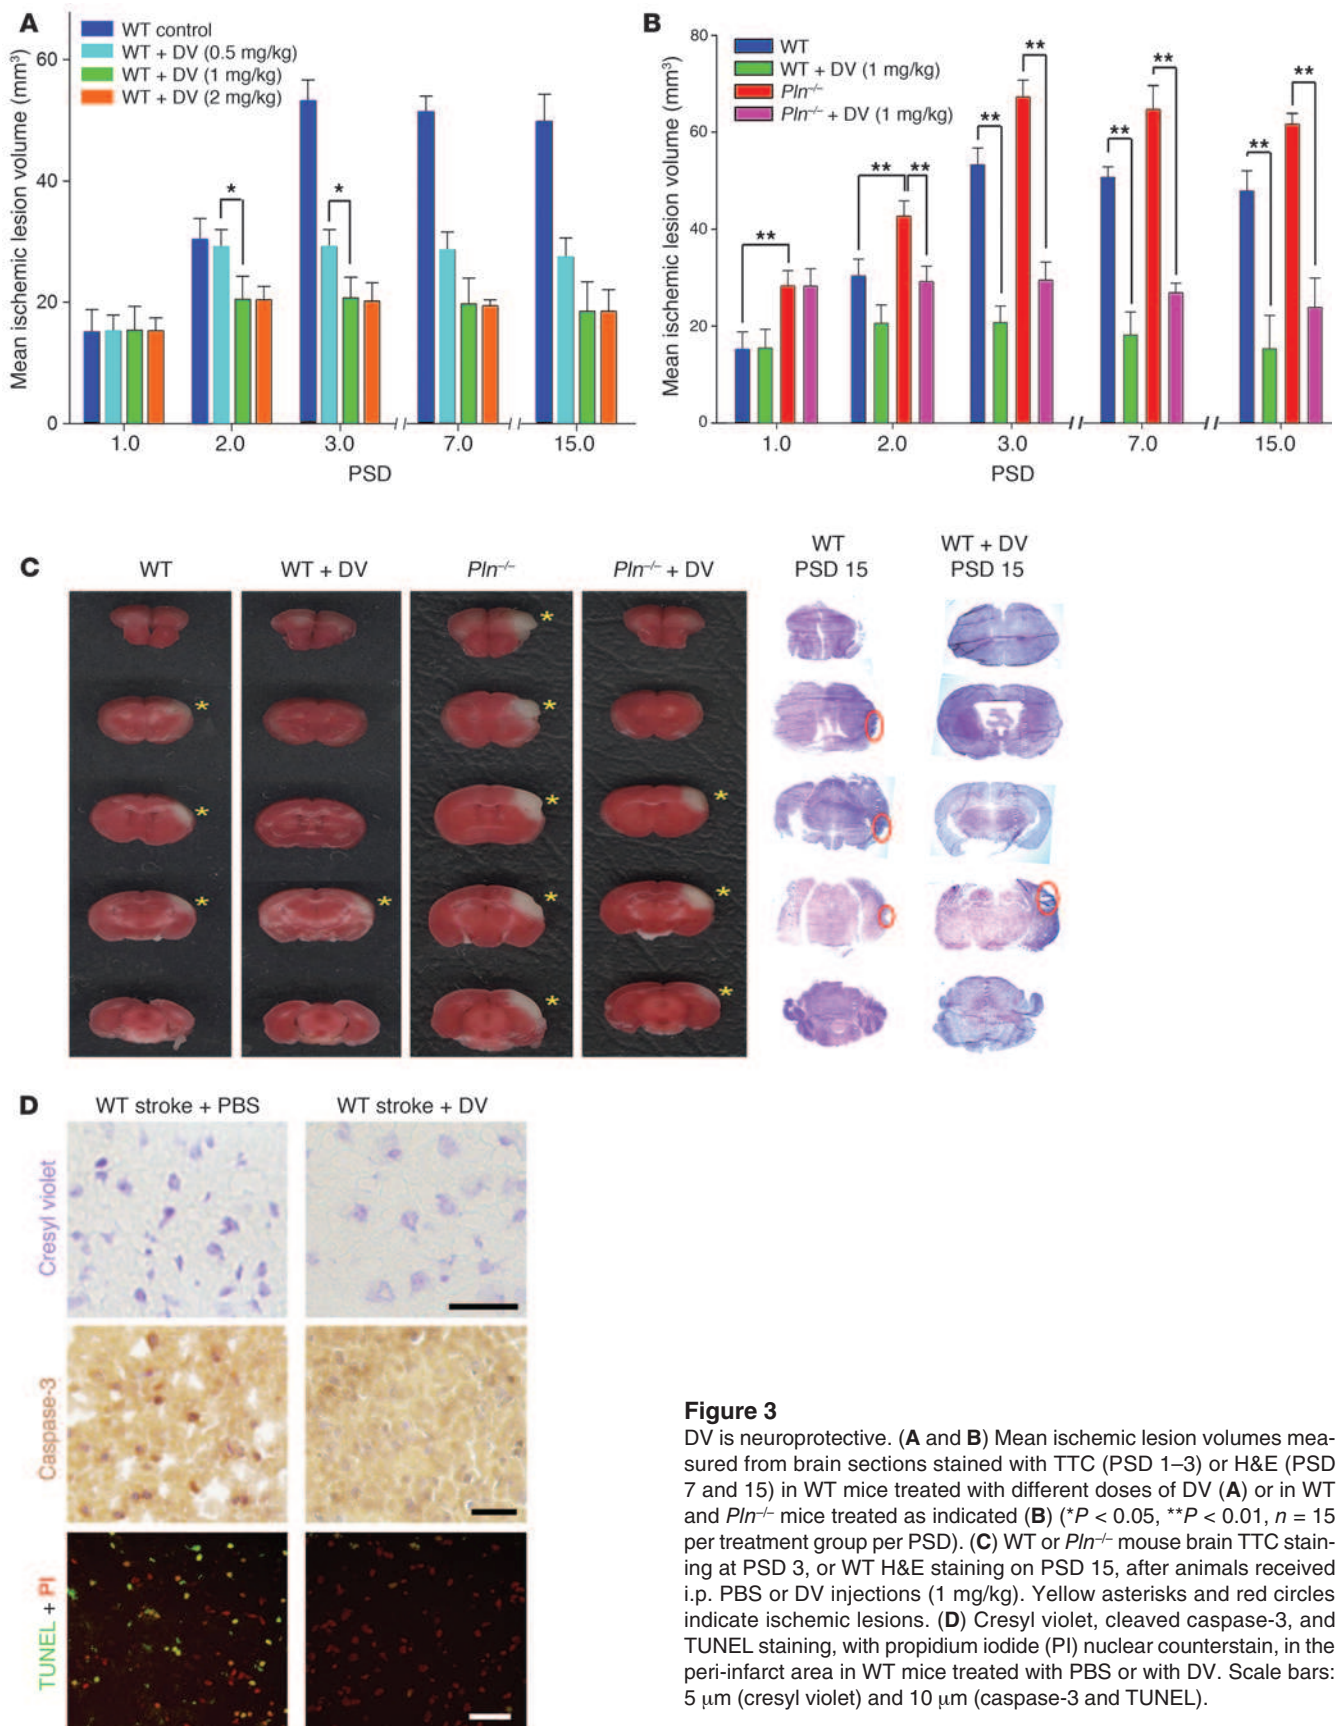 A
WT control
WT + DV (0.5 mg/kg)
WT + DV (1 mg/kg)
WT + DV (2 mg/kg)
Mean ischemic lesion volume (mm³)
60
40
20
0
* *
1.0 2.0 3.0 7.0 15.0
PSD
B
WT
WT + DV (1 mg/kg)
Pln–/–
Pln–/– + DV (1 mg/kg)
Mean ischemic lesion volume (mm³)
80
60
40
20
0
** ** ** ** ** ** ** ** **
1.0 2.0 3.0 7.0 15.0
PSD
C
WT
WT + DV
Pln–/–
Pln–/– + DV
WT
PSD 15
WT + DV
PSD 15
* *
* * *
* * * *
* *
D
WT stroke + PBS
WT stroke + DV
Cresyl violet
Caspase-3
TUNEL + PI
Figure 3
DV is neuroprotective. (A and B) Mean ischemic lesion volumes mea-
sured from brain sections stained with TTC (PSD 1–3) or H&E (PSD
7 and 15) in WT mice treated with different doses of DV (A) or in WT
and Pln–/– mice treated as indicated (B) (*P < 0.05, **P < 0.01, n = 15
per treatment group per PSD). (C) WT or Pln–/– mouse brain TTC stain-
ing at PSD 3, or WT H&E staining on PSD 15, after animals received
i.p. PBS or DV injections (1 mg/kg). Yellow asterisks and red circles
indicate ischemic lesions. (D) Cresyl violet, cleaved caspase-3, and
TUNEL staining, with propidium iodide (PI) nuclear counterstain, in the
peri-infarct area in WT mice treated with PBS or with DV. Scale bars:
5 μm (cresyl violet) and 10 μm (caspase-3 and TUNEL).